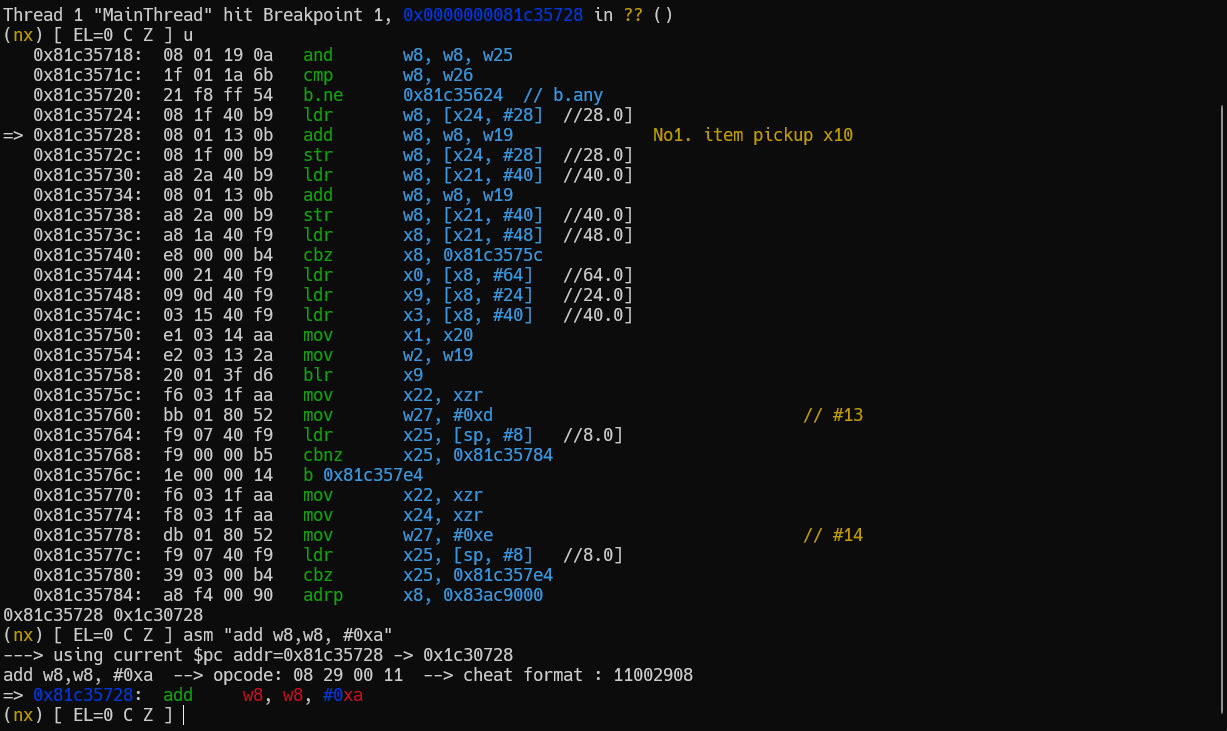 Thread 1 "MainThread" hit Breakpoint 1, 0x0000000081c35728 in ?? ()
(nx) [ EL=0 C Z ] u
   0x81c35718:  08 01 19 0a   and       w8, w8, w25
   0x81c3571c:  1f 01 1a 6b   cmp       w8, w26
   0x81c35720:  21 f8 ff 54   b.ne      0x81c35624  // b.any
   0x81c35724:  08 1f 40 b9   ldr       w8, [x24, #28]  //28.0]
=> 0x81c35728:  08 01 13 0b   add       w8, w8, w19              No1. item pickup x10
   0x81c3572c:  08 1f 00 b9   str       w8, [x24, #28]  //28.0]
   0x81c35730:  a8 2a 40 b9   ldr       w8, [x21, #40]  //40.0]
   0x81c35734:  08 01 13 0b   add       w8, w8, w19
   0x81c35738:  a8 2a 00 b9   str       w8, [x21, #40]  //40.0]
   0x81c3573c:  a8 1a 40 f9   ldr       x8, [x21, #48]  //48.0]
   0x81c35740:  e8 00 00 b4   cbz       x8, 0x81c3575c
   0x81c35744:  00 21 40 f9   ldr       x0, [x8, #64]   //64.0]
   0x81c35748:  09 0d 40 f9   ldr       x9, [x8, #24]   //24.0]
   0x81c3574c:  03 15 40 f9   ldr       x3, [x8, #40]   //40.0]
   0x81c35750:  e1 03 14 aa   mov       x1, x20
   0x81c35754:  e2 03 13 2a   mov       w2, w19
   0x81c35758:  20 01 3f d6   blr       x9
   0x81c3575c:  f6 03 1f aa   mov       x22, xzr
   0x81c35760:  bb 01 80 52   mov       w27, #0xd                               // #13
   0x81c35764:  f9 07 40 f9   ldr       x25, [sp, #8]   //8.0]
   0x81c35768:  f9 00 00 b5   cbnz      x25, 0x81c35784
   0x81c3576c:  1e 00 00 14   b 0x81c357e4
   0x81c35770:  f6 03 1f aa   mov       x22, xzr
   0x81c35774:  f8 03 1f aa   mov       x24, xzr
   0x81c35778:  db 01 80 52   mov       w27, #0xe                               // #14
   0x81c3577c:  f9 07 40 f9   ldr       x25, [sp, #8]   //8.0]
   0x81c35780:  39 03 00 b4   cbz       x25, 0x81c357e4
   0x81c35784:  a8 f4 00 90   adrp      x8, 0x83ac9000
0x81c35728 0x1c30728
(nx) [ EL=0 C Z ] asm "add w8,w8, #0xa"
---> using current $pc addr=0x81c35728 -> 0x1c30728
add w8,w8, #0xa  --> opcode: 08 29 00 11  --> cheat format : 11002908
=> 0x81c35728:  add     w8, w8, #0xa
(nx) [ EL=0 C Z ]